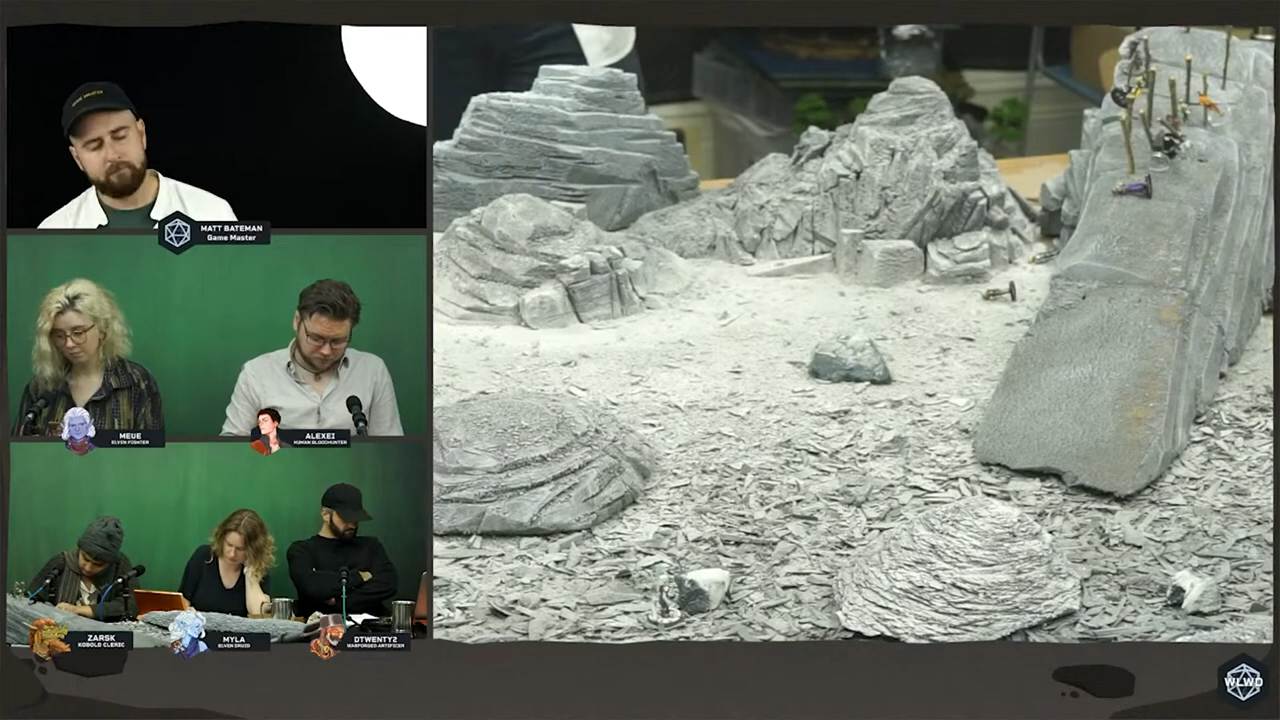 MATT BATEMAN
Game Master
MEUE
ELVEN FIGHTER
ALEXEI
HUMAN BLOODHUNTER
ZARSK
KOBOLD CLERIC
MYLA
ELVEN DRUID
DTWENTY2
WARFORGED ARTIFICER
WLWD